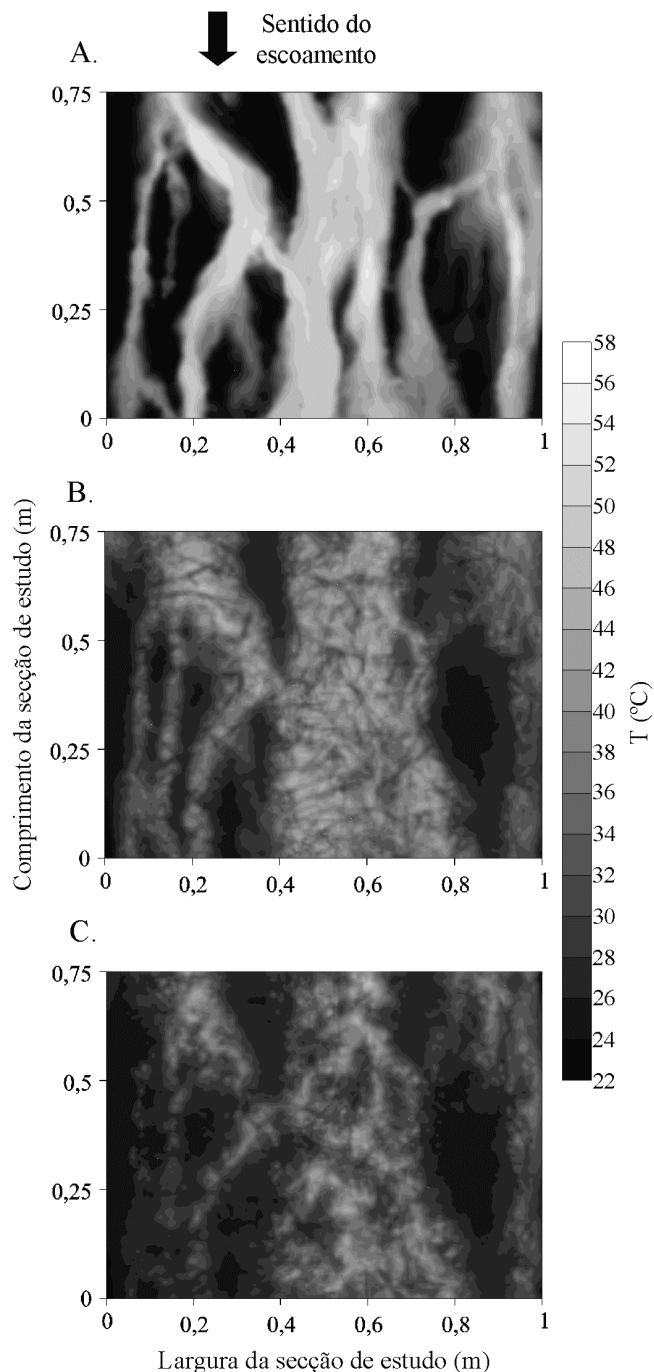 Sentido do
escoamento
A.
0,75
0,5
0,25
0
0 0,2 0,4 0,6 0,8 1
B.
0,75
0,5
0,25
0
0 0,2 0,4 0,6 0,8 1
C.
0,75
0,5
0,25
0
0 0,2 0,4 0,6 0,8 1
Comprimento da secção de estudo (m)
Largura da secção de estudo (m)
58
56
54
52
50
48
46
44
42
40
38
36
34
32
30
28
26
24
22
T (ºC)